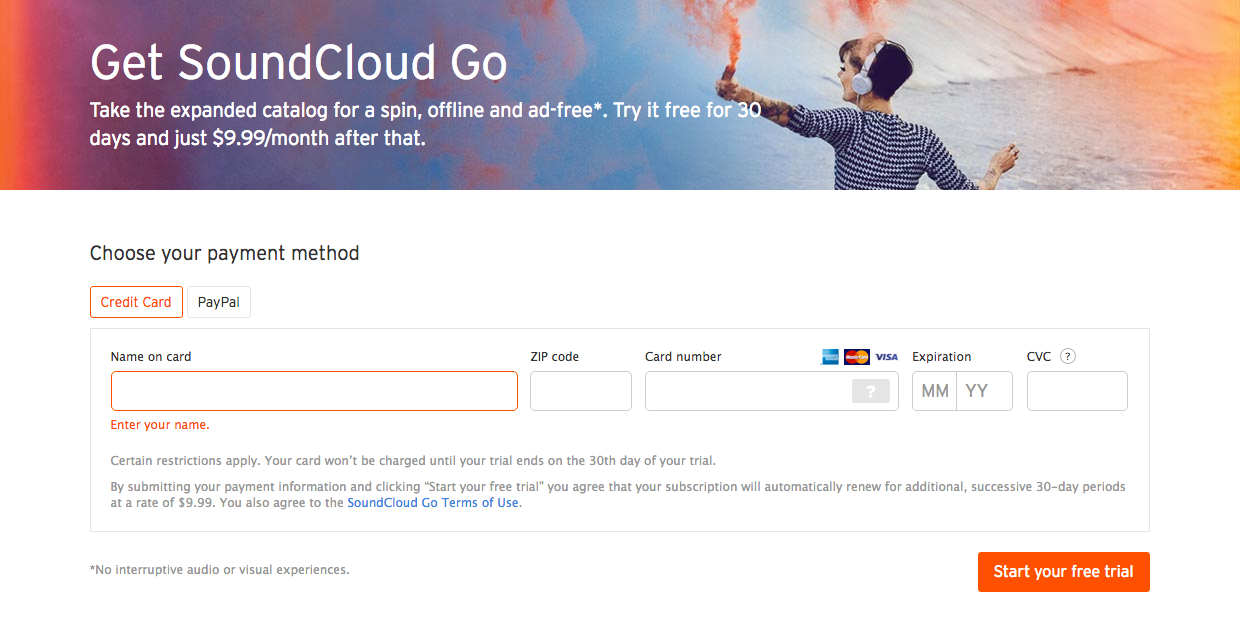 Get SoundCloud Go
Take the expanded catalog for a spin, offline and ad-free*. Try it free for 30
days and just $9.99/month after that.
Choose your payment method
Credit Card PayPal
Name on card ZIP code Card number MasterCard VISA Expiration CVC ?
? MM YY
Enter your name.
Certain restrictions apply. Your card won’t be charged until your trial ends on the 30th day of your trial.
By submitting your payment information and clicking “Start your free trial” you agree that your subscription will automatically renew for additional, successive 30-day periods
at a rate of $9.99. You also agree to the SoundCloud Go Terms of Use.
*No interruptive audio or visual experiences.
Start your free trial